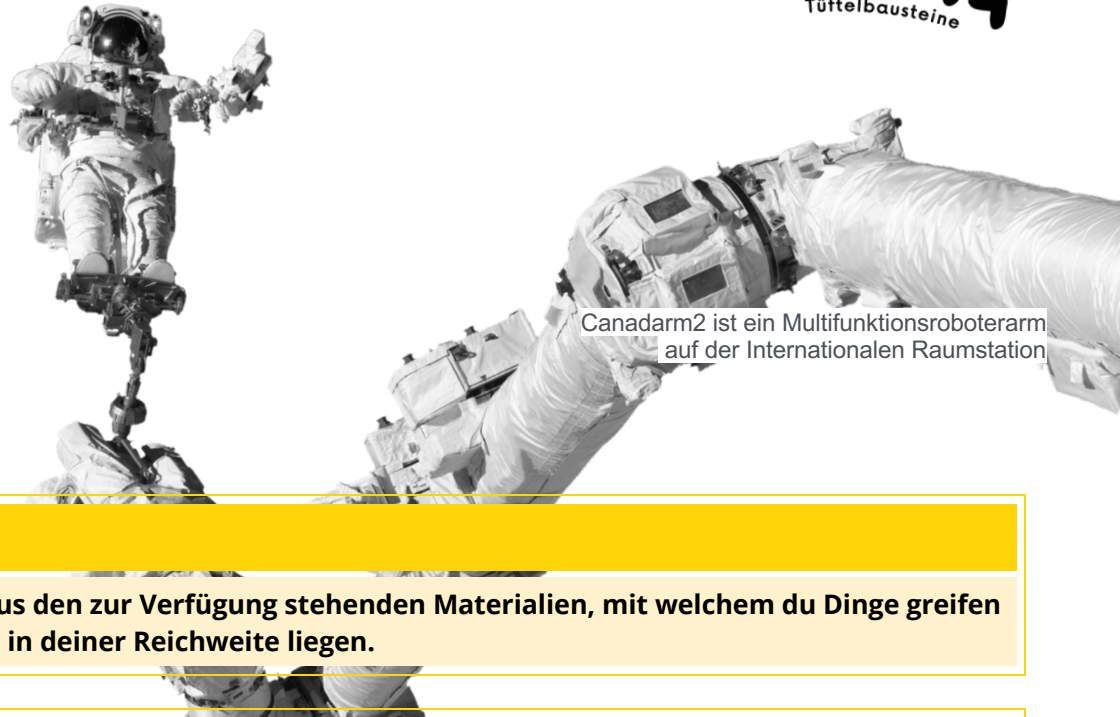 Tüftelbausteine
Canadarm2 ist ein Multifunktionsroboterarm
auf der Internationalen Raumstation
us den zur Verfügung stehenden Materialien, mit welchem du Dinge greifen
in deiner Reichweite liegen.